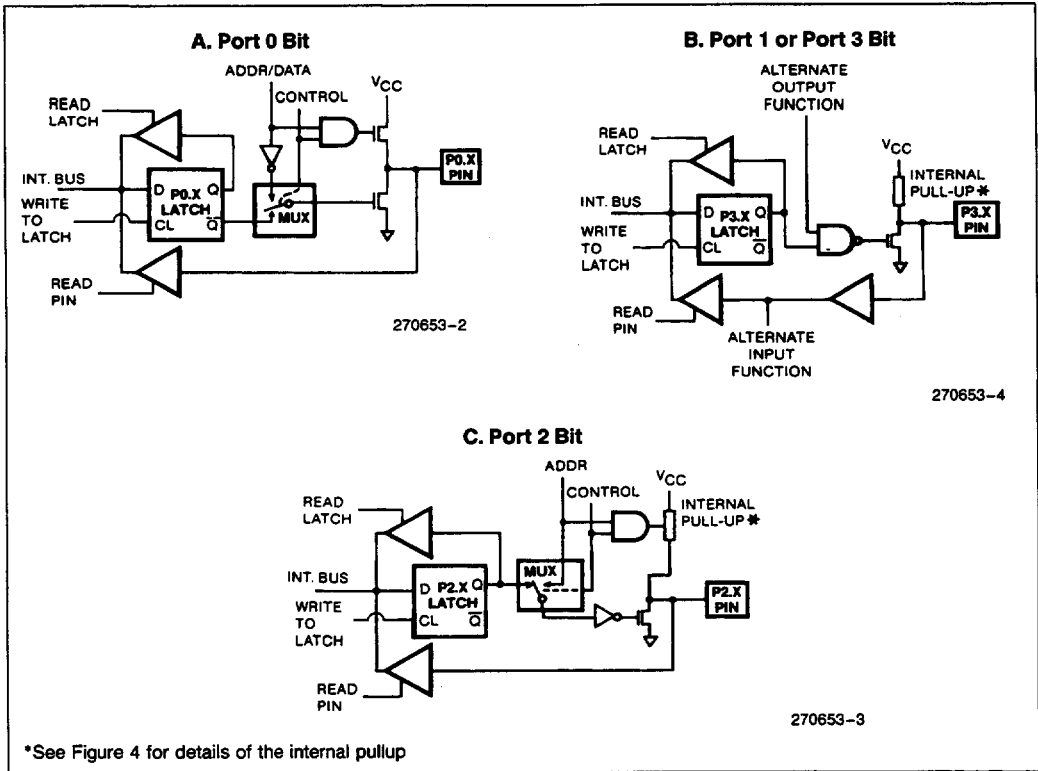 A. Port 0 Bit
ADDR/DATA
CONTROL
VCC
READ
LATCH
INT. BUS
WRITE
TO
LATCH
D P0.X Q
LATCH
CL Q
MUX
P0.X
PIN
READ
PIN
270653-2
B. Port 1 or Port 3 Bit
ALTERNATE
OUTPUT
FUNCTION
READ
LATCH
VCC
INTERNAL
PULL-UP *
INT. BUS
WRITE
TO
LATCH
D P3.X Q
LATCH
CL Q
P3.X
PIN
READ
PIN
ALTERNATE
INPUT
FUNCTION
270653-4
C. Port 2 Bit
ADDR
CONTROL
VCC
INTERNAL
PULL-UP *
READ
LATCH
INT. BUS
WRITE
TO
LATCH
D P2.X Q
LATCH
CL Q
MUX
P2.X
PIN
READ
PIN
270653-3
*See Figure 4 for details of the internal pullup